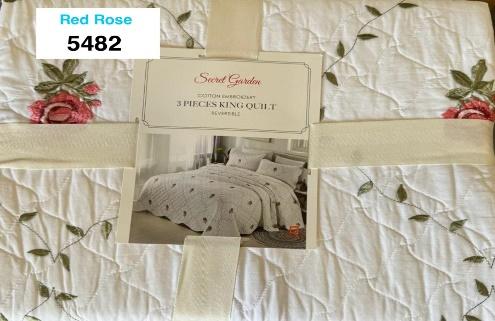 Red Rose
5482
Secret Garden
COTTON EMBROIDERY
3 PIECES KING QUILT
REVERSIBLE